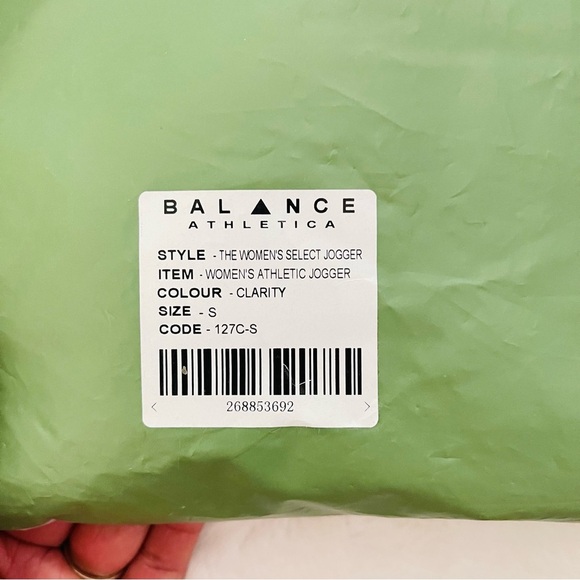 BAL▲NCE
ATHLETICA
STYLE - THE WOMEN'S SELECT JOGGER
ITEM - WOMEN'S ATHLETIC JOGGER
COLOUR - CLARITY
SIZE - S
CODE - 127C-S
268853692